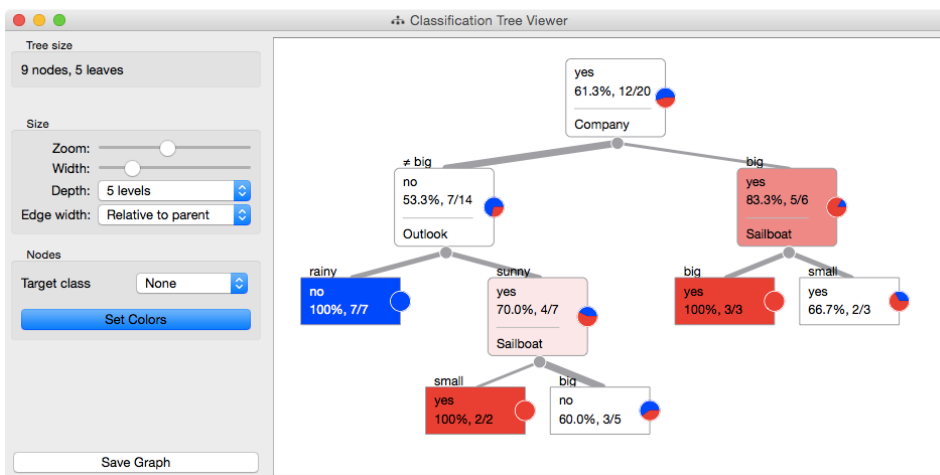 Classification Tree Viewer
Tree size
9 nodes, 5 leaves
Size
Zoom:
Width:
Depth: 5 levels
Edge width: Relative to parent
Nodes
Target class None
Set Colors
Save Graph
yes
61.3%, 12/20
Company
≠ big
no
53.3%, 7/14
Outlook
big
yes
83.3%, 5/6
Sailboat
rainy
no
100%, 7/7
sunny
yes
70.0%, 4/7
Sailboat
big
yes
100%, 3/3
small
yes
66.7%, 2/3
small
yes
100%, 2/2
big
no
60.0%, 3/5